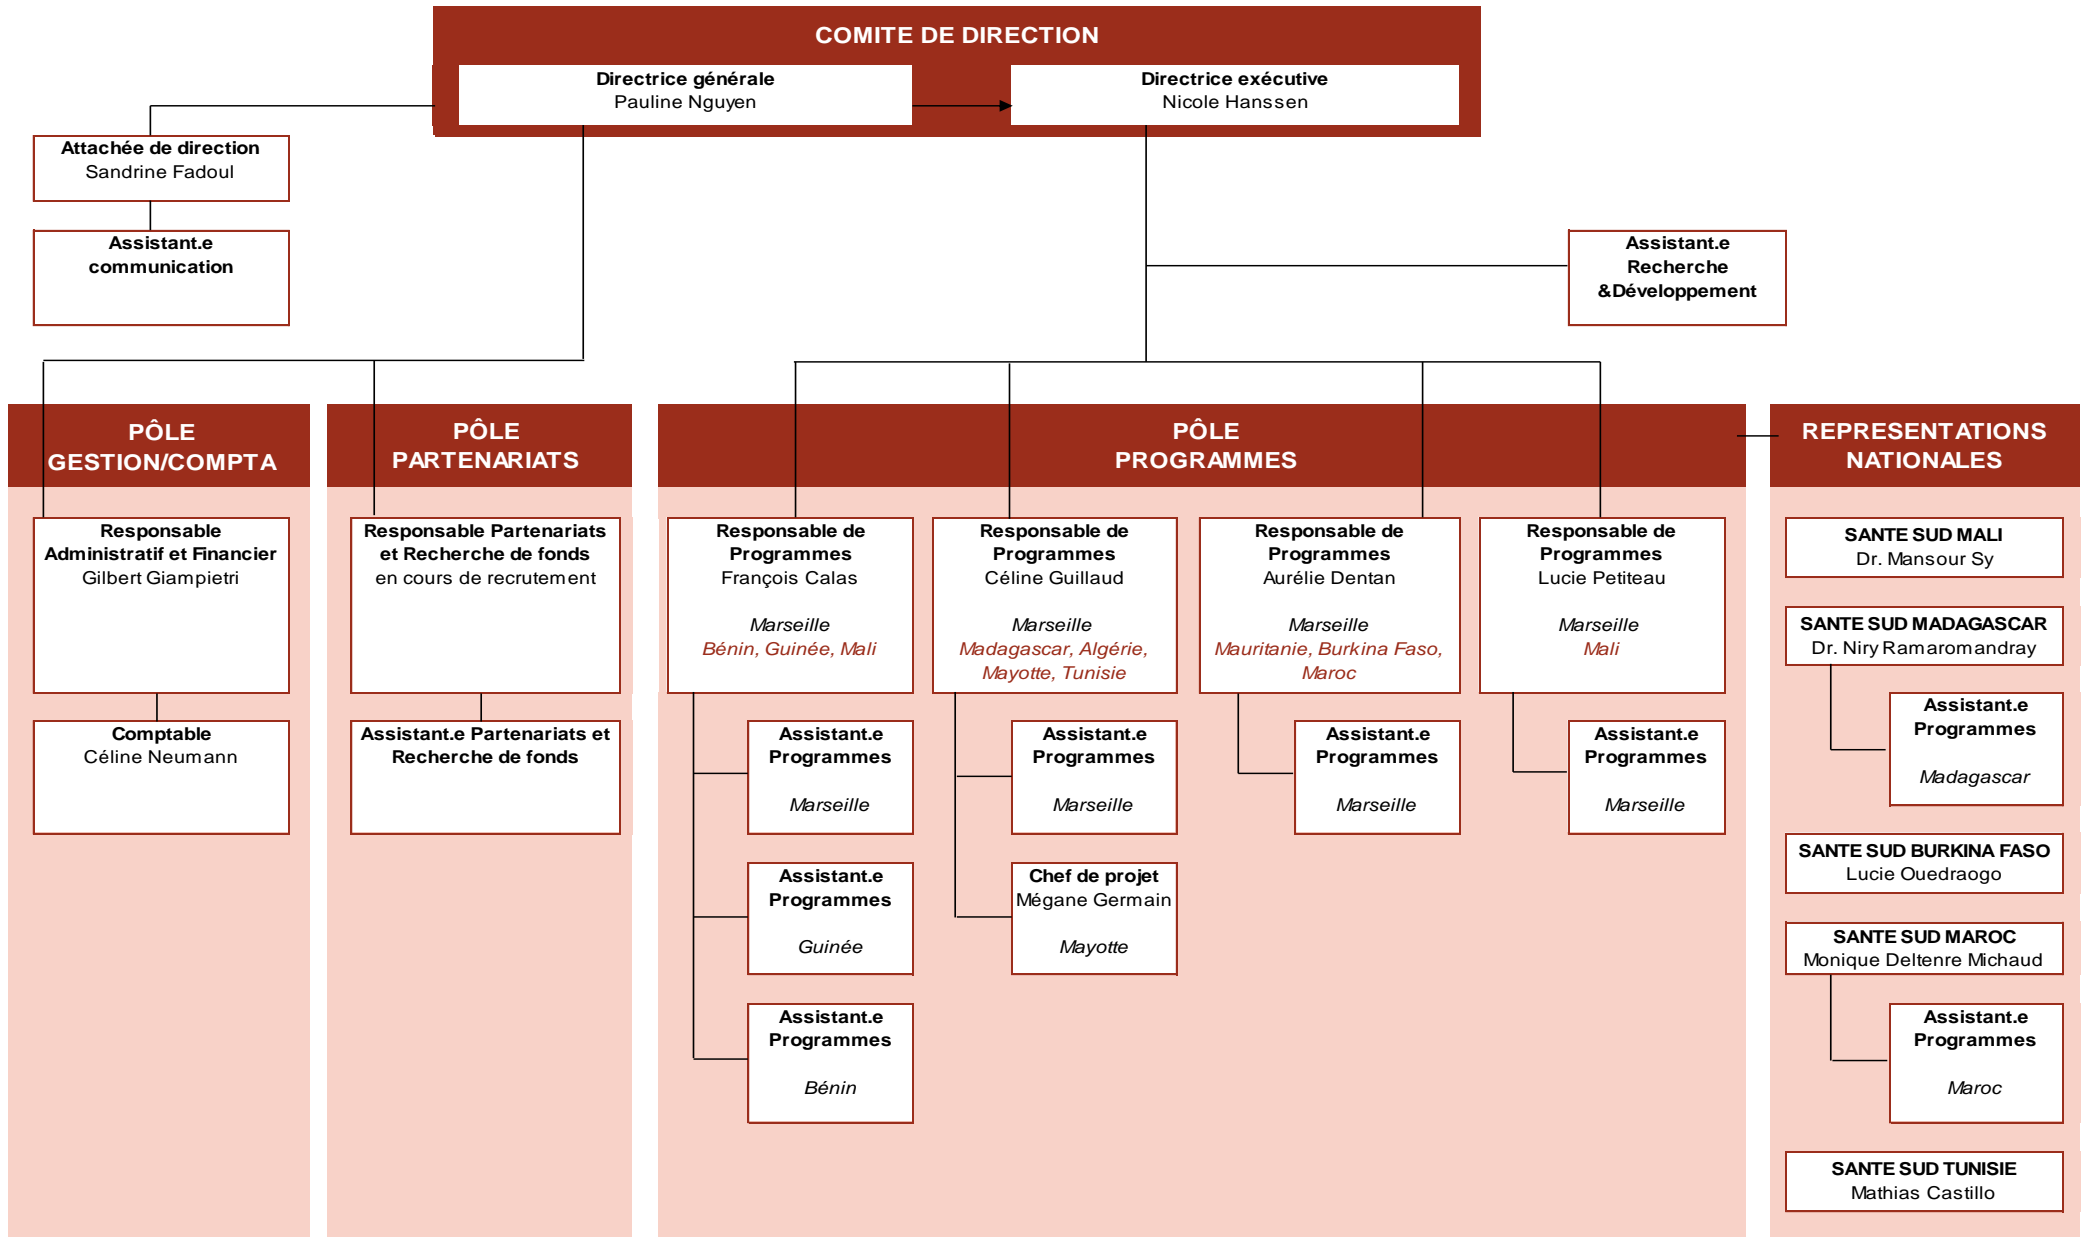 COMITE DE DIRECTION
Directrice générale
Pauline Nguyen
Directrice exécutive
Nicole Hanssen
Attachée de direction
Sandrine Fadoul
Assistant.e
communication
Assistant.e
Recherche
&Développement
PÔLE
GESTION/COMPTA
Responsable
Administratif et Financier
Gilbert Giampietri
Comptable
Céline Neumann
PÔLE
PARTENARIATS
Responsable Partenariats
et Recherche de fonds
en cours de recrutement
Assistant.e Partenariats et
Recherche de fonds
PÔLE
PROGRAMMES
Responsable de
Programmes
François Calas
Marseille
Bénin, Guinée, Mali
Assistant.e
Programmes
Marseille
Assistant.e
Programmes
Guinée
Assistant.e
Programmes
Bénin
Responsable de
Programmes
Céline Guillaud
Marseille
Madagascar, Algérie,
Mayotte, Tunisie
Assistant.e
Programmes
Marseille
Chef de projet
Mégane Germain
Mayotte
Responsable de
Programmes
Aurélie Dentan
Marseille
Mauritanie, Burkina Faso,
Maroc
Assistant.e
Programmes
Marseille
Responsable de
Programmes
Lucie Petiteau
Marseille
Mali
Assistant.e
Programmes
Marseille
REPRESENTATIONS
NATIONALES
SANTE SUD MALI
Dr. Mansour Sy
SANTE SUD MADAGASCAR
Dr. Niry Ramaromandray
Assistant.e
Programmes
Madagascar
SANTE SUD BURKINA FASO
Lucie Ouedraogo
SANTE SUD MAROC
Monique Deltenre Michaud
Assistant.e
Programmes
Maroc
SANTE SUD TUNISIE
Mathias Castillo